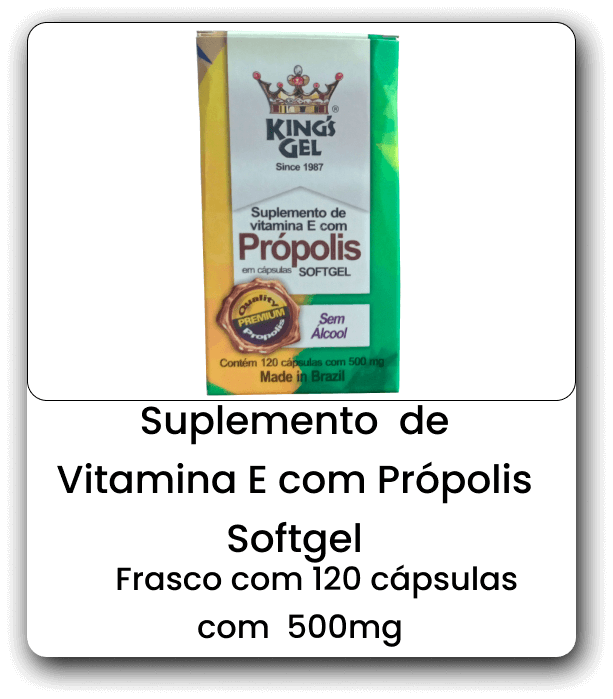 KING'S
GEL
®
Since 1987
Suplemento de
vitamina E com
Própolis
em cápsulas SOFTGEL
Quality
PREMIUM
Propolis
Sem
Álcool
Contém 120 cápsulas com 500 mg
Made in Brazil
Suplemento de
Vitamina E com Própolis
Softgel
Frasco com 120 cápsulas
com 500mg